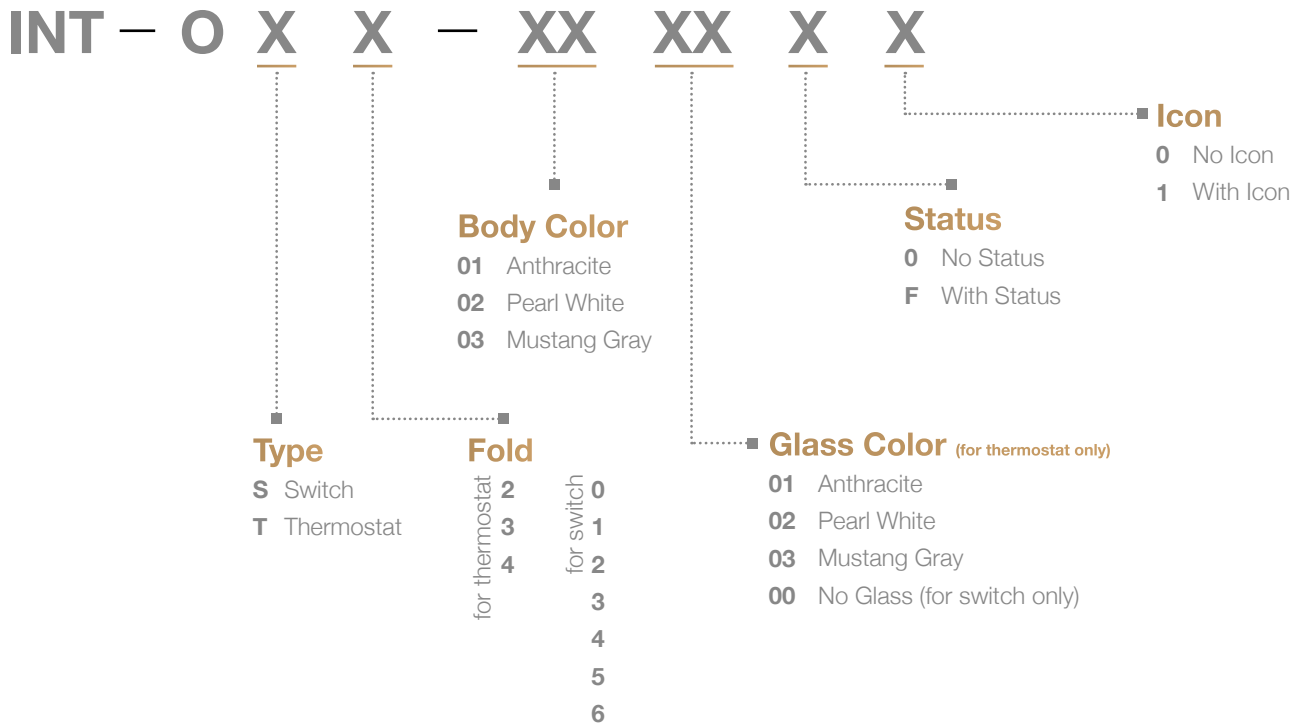 INT — O X X — XX XX X X
Icon
0 No Icon
1 With Icon
Status
0 No Status
F With Status
Body Color
01 Anthracite
02 Pearl White
03 Mustang Gray
Type
S Switch
T Thermostat
Fold
for thermostat
2
3
4
for switch
0
1
2
3
4
5
6
Glass Color (for thermostat only)
01 Anthracite
02 Pearl White
03 Mustang Gray
00 No Glass (for switch only)